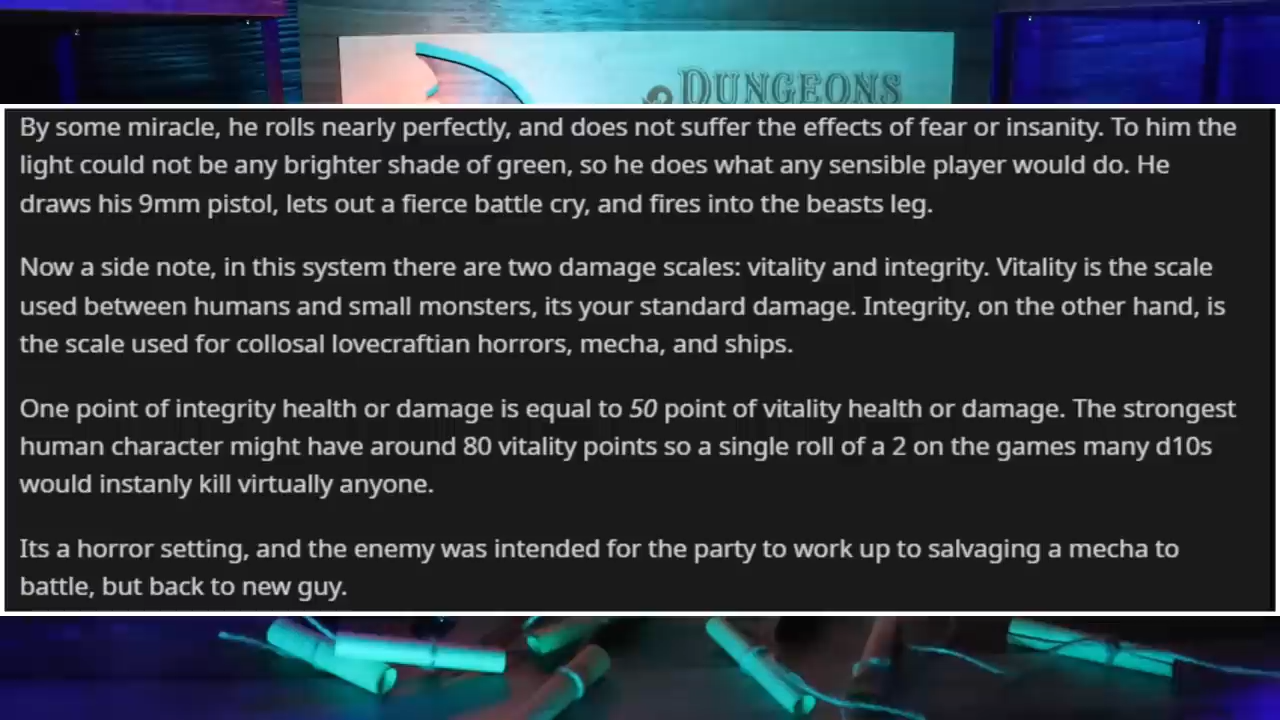 DUNGEONS
By some miracle, he rolls nearly perfectly, and does not suffer the effects of fear or insanity. To him the
light could not be any brighter shade of green, so he does what any sensible player would do. He
draws his 9mm pistol, lets out a fierce battle cry, and fires into the beasts leg.
Now a side note, in this system there are two damage scales: vitality and integrity. Vitality is the scale
used between humans and small monsters, its your standard damage. Integrity, on the other hand, is
the scale used for collosal lovecraftian horrors, mecha, and ships.
One point of integrity health or damage is equal to 50 point of vitality health or damage. The strongest
human character might have around 80 vitality points so a single roll of a 2 on the games many d10s
would instanly kill virtually anyone.
Its a horror setting, and the enemy was intended for the party to work up to salvaging a mecha to
battle, but back to new guy.